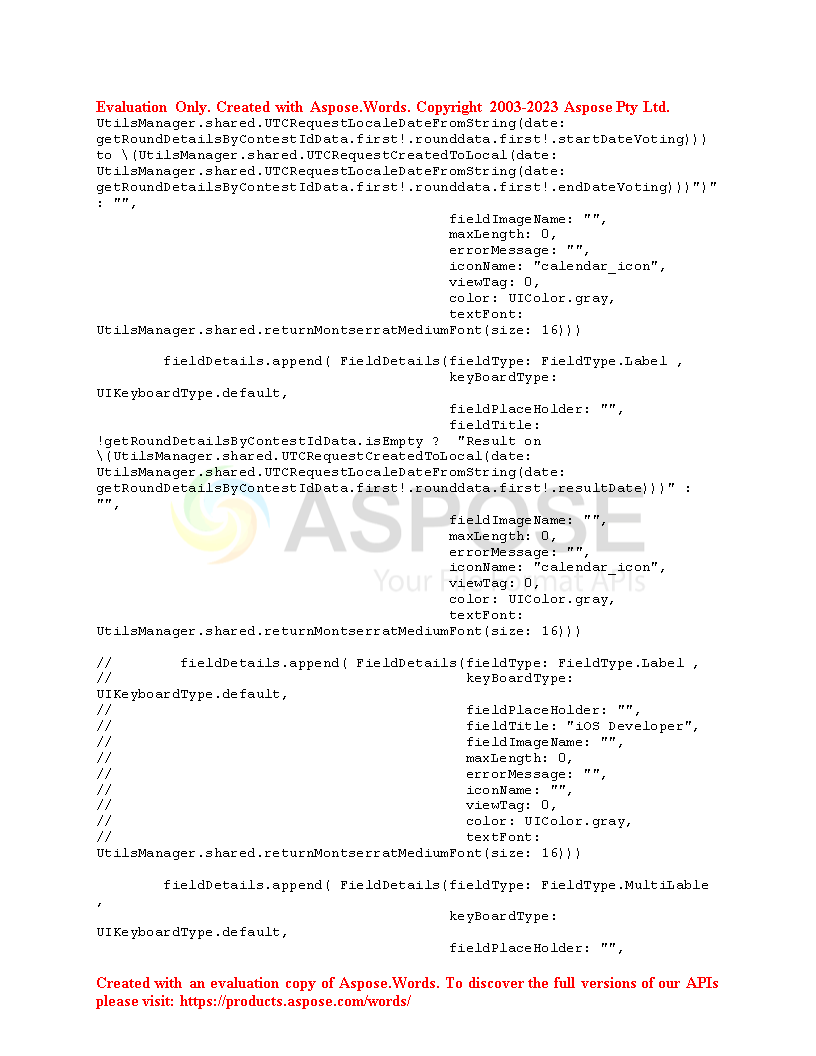 Evaluation Only. Created with Aspose.Words. Copyright 2003-2023 Aspose Pty Ltd.
UtilsManager.shared.UTCRequestLocaleDateFromString(date:
getRoundDetailsByContestIdData.first!.rounddata.first!.startDateVoting)))
to \(UtilsManager.shared.UTCRequestCreatedToLocal(date:
UtilsManager.shared.UTCRequestLocaleDateFromString(date:
getRoundDetailsByContestIdData.first!.rounddata.first!.endDateVoting)))")"
: "",
fieldImageName: "",
maxLength: 0,
errorMessage: "",
iconName: "calendar_icon",
viewTag: 0,
color: UIColor.gray,
textFont:
UtilsManager.shared.returnMontserratMediumFont(size: 16)))
fieldDetails.append( FieldDetails(fieldType: FieldType.Label ,
keyBoardType:
UIKeyboardType.default,
fieldPlaceHolder: "",
fieldTitle:
!getRoundDetailsByContestIdData.isEmpty ?  "Result on
\(UtilsManager.shared.UTCRequestCreatedToLocal(date:
UtilsManager.shared.UTCRequestLocaleDateFromString(date:
getRoundDetailsByContestIdData.first!.rounddata.first!.resultDate)))" :
"",
fieldImageName: "",
ASPOSE
maxLength: 0,
errorMessage: "",
iconName: "calendar_icon",
Your File Format APIs
viewTag: 0,
color: UIColor.gray,
textFont:
UtilsManager.shared.returnMontserratMediumFont(size: 16)))
//        fieldDetails.append( FieldDetails(fieldType: FieldType.Label ,
//                                          keyBoardType:
UIKeyboardType.default,
//                                          fieldPlaceHolder: "",
//                                          fieldTitle: "iOS Developer",
//                                          fieldImageName: "",
//                                          maxLength: 0,
//                                          errorMessage: "",
//                                          iconName: "",
//                                          viewTag: 0,
//                                          color: UIColor.gray,
//                                          textFont:
UtilsManager.shared.returnMontserratMediumFont(size: 16)))
fieldDetails.append( FieldDetails(fieldType: FieldType.MultiLable
,
keyBoardType:
UIKeyboardType.default,
fieldPlaceHolder: "",
Created with an evaluation copy of Aspose.Words. To discover the full versions of our APIs
please visit: https://products.aspose.com/words/